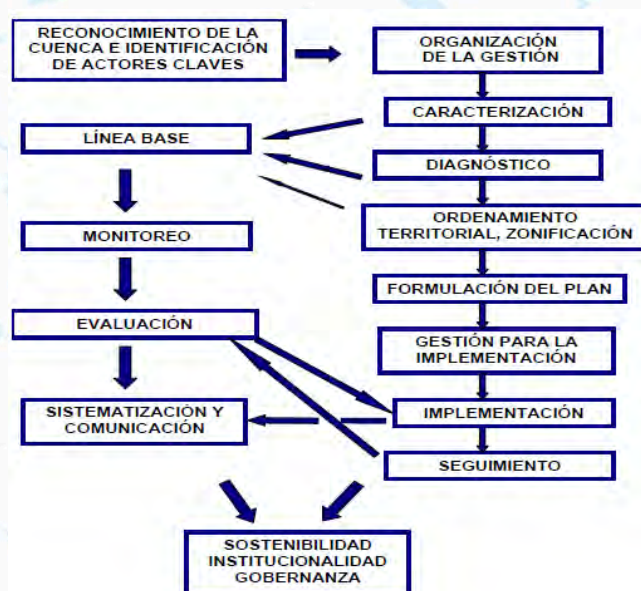 RECONOCIMIENTO DE LA
CUENCA E IDENTIFICACIÓN
DE ACTORES CLAVES
ORGANIZACIÓN
DE LA GESTIÓN
CARACTERIZACIÓN
LÍNEA BASE
DIAGNÓSTICO
ORDENAMIENTO
TERRITORIAL, ZONIFICACIÓN
MONITOREO
FORMULACIÓN DEL PLAN
EVALUACIÓN
GESTIÓN PARA LA
IMPLEMENTACIÓN
SISTEMATIZACIÓN Y
COMUNICACIÓN
IMPLEMENTACIÓN
SEGUIMIENTO
SOSTENIBILIDAD
INSTITUCIONALIDAD
GOBERNANZA